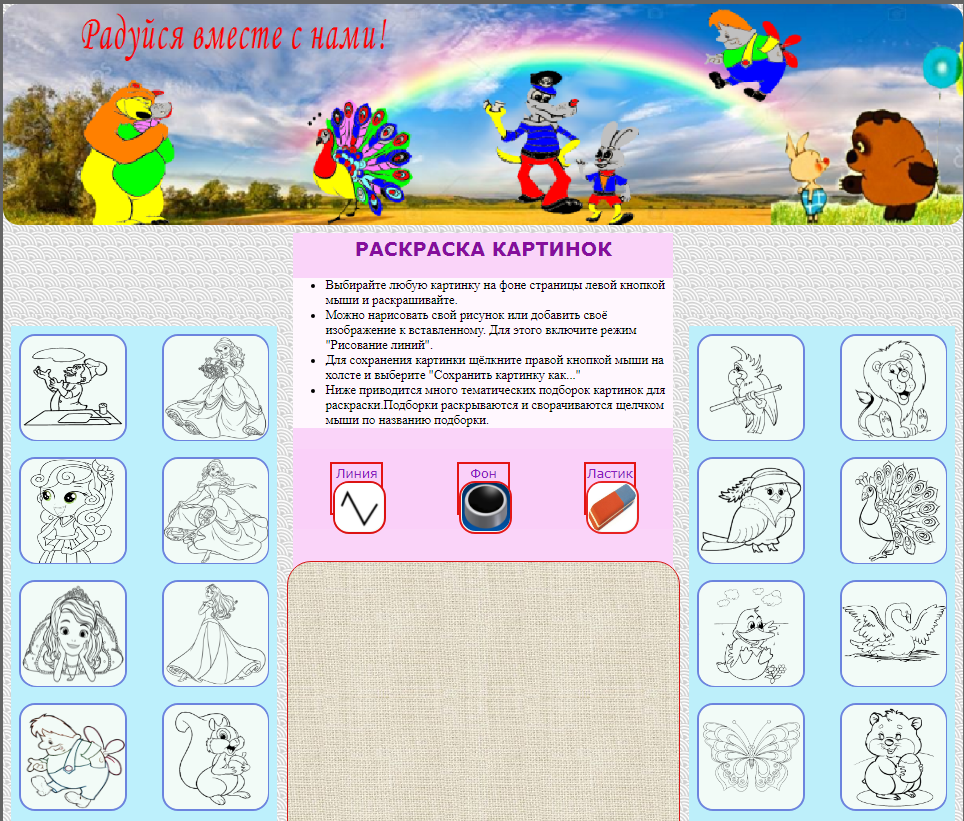 Радуйся вместе с нами!
РАСКРАСКА КАРТИНОК
Выбирайте любую картинку на фоне страницы левой кнопкой
мыши и раскрашивайте.
Можно нарисовать свой рисунок или добавить своё
изображение к вставленному. Для этого включите режим
"Рисование линий".
Для сохранения картинки щёлкните правой кнопкой мыши на
холсте и выберите "Сохранить картинку как..."
Ниже приводится много тематических подборок картинок для
раскраски.Подборки раскрываются и сворачиваются щелчком
мыши по названию подборки.
Линия
Фон
Ластик